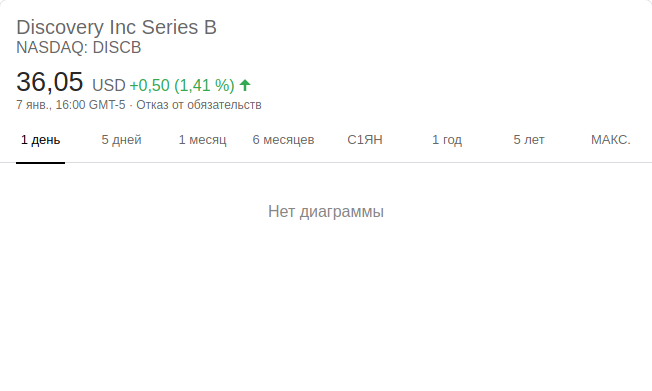 Discovery Inc Series B
NASDAQ: DISCB
36,05 USD +0,50 (1,41 %) ↑
7 янв., 16:00 GMT-5 · Отказ от обязательств
1 день 5 дней 1 месяц 6 месяцев С1ЯН 1 год 5 лет МАКС.
Нет диаграммы